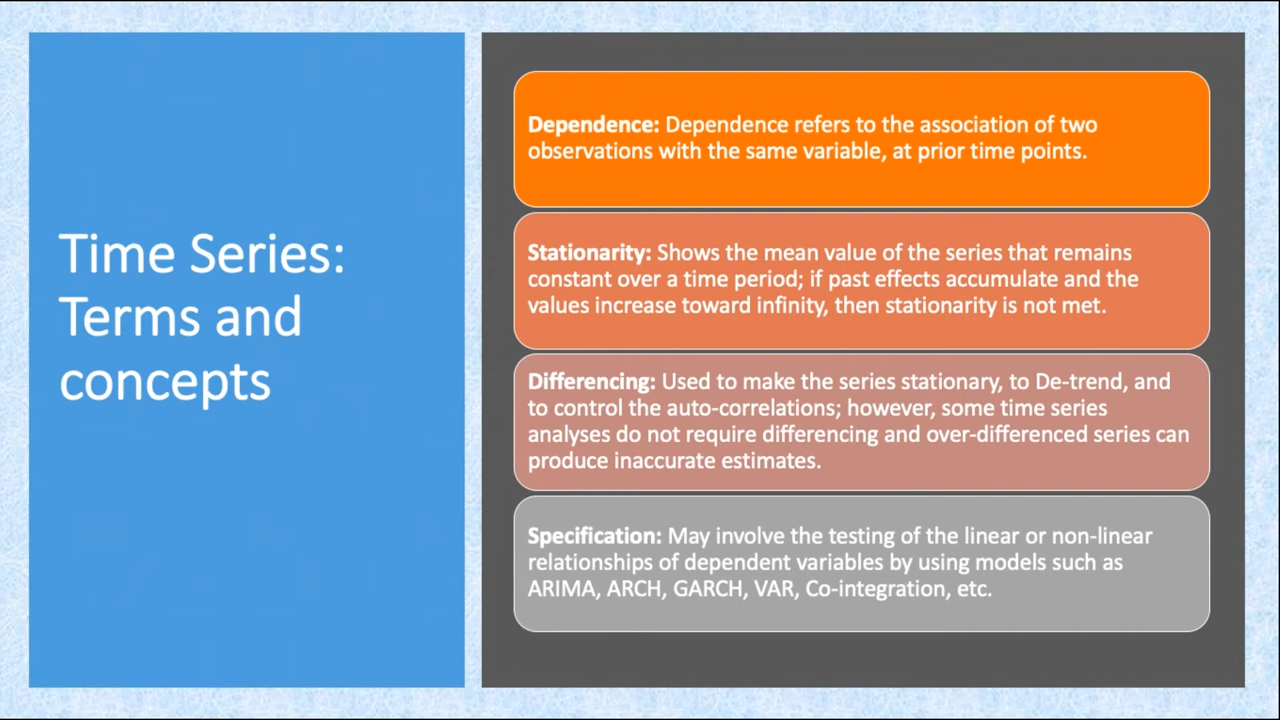 Time Series:
Terms and
concepts
Dependence: Dependence refers to the association of two
observations with the same variable, at prior time points.
Stationarity: Shows the mean value of the series that remains
constant over a time period; if past effects accumulate and the
values increase toward infinity, then stationarity is not met.
Differencing: Used to make the series stationary, to De-trend, and
to control the auto-correlations; however, some time series
analyses do not require differencing and over-differenced series can
produce inaccurate estimates.
Specification: May involve the testing of the linear or non-linear
relationships of dependent variables by using models such as
ARIMA, ARCH, GARCH, VAR, Co-integration, etc.